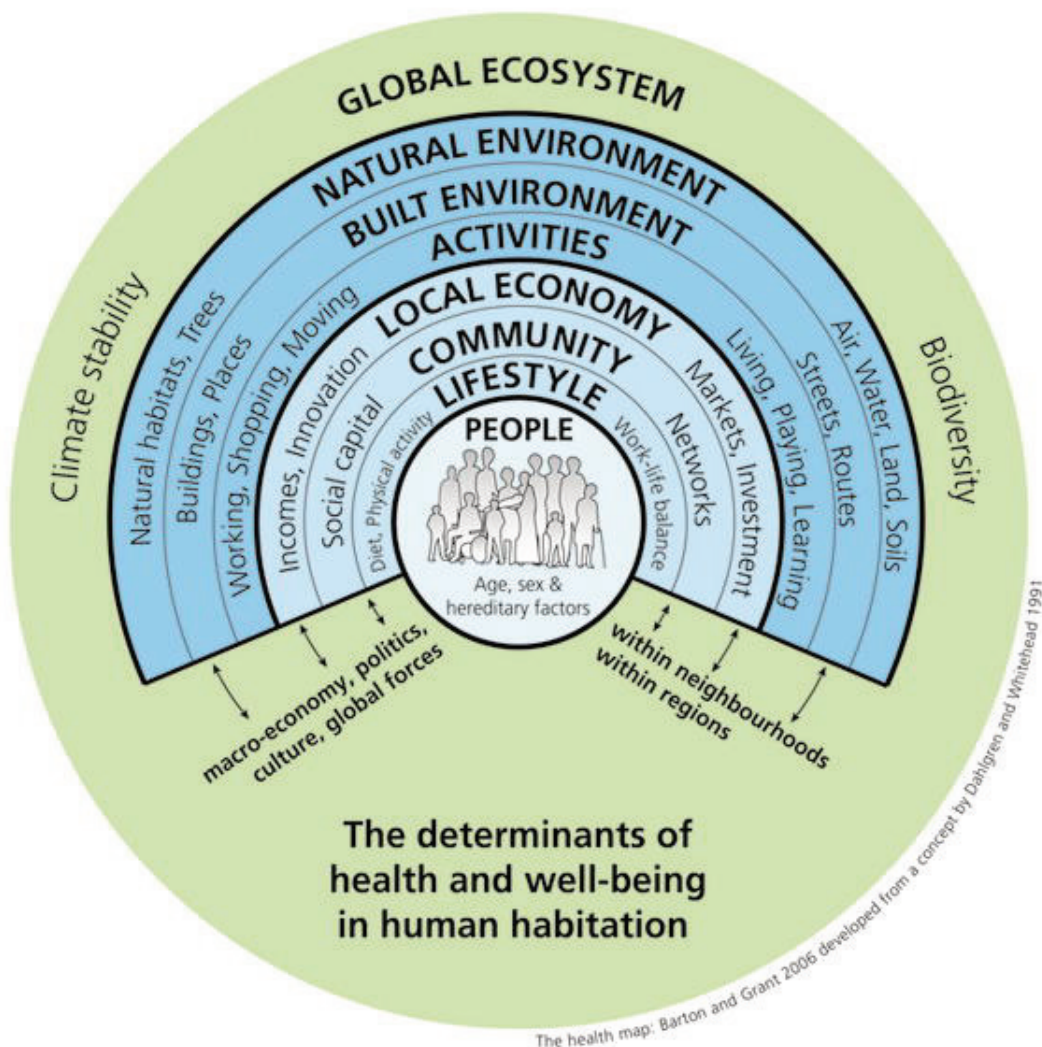 GLOBAL ECOSYSTEM
Climate stability
Biodiversity
NATURAL ENVIRONMENT
Natural habitats, Trees
Air, Water, Land, Soils
BUILT ENVIRONMENT
Buildings, Places
Streets, Routes
ACTIVITIES
Working, Shopping, Moving
Living, Playing, Learning
LOCAL ECONOMY
Incomes, Innovation
Markets, Investment
COMMUNITY
Social capital
Networks
LIFESTYLE
Diet, Physical activity
Work-life balance
PEOPLE
Age, sex &
hereditary factors
macro-economy, politics,
culture, global forces
within neighbourhoods
within regions
The determinants of
health and well-being
in human habitation
The health map: Barton and Grant 2006 developed from a concept by Dahlgren and Whitehead 1991